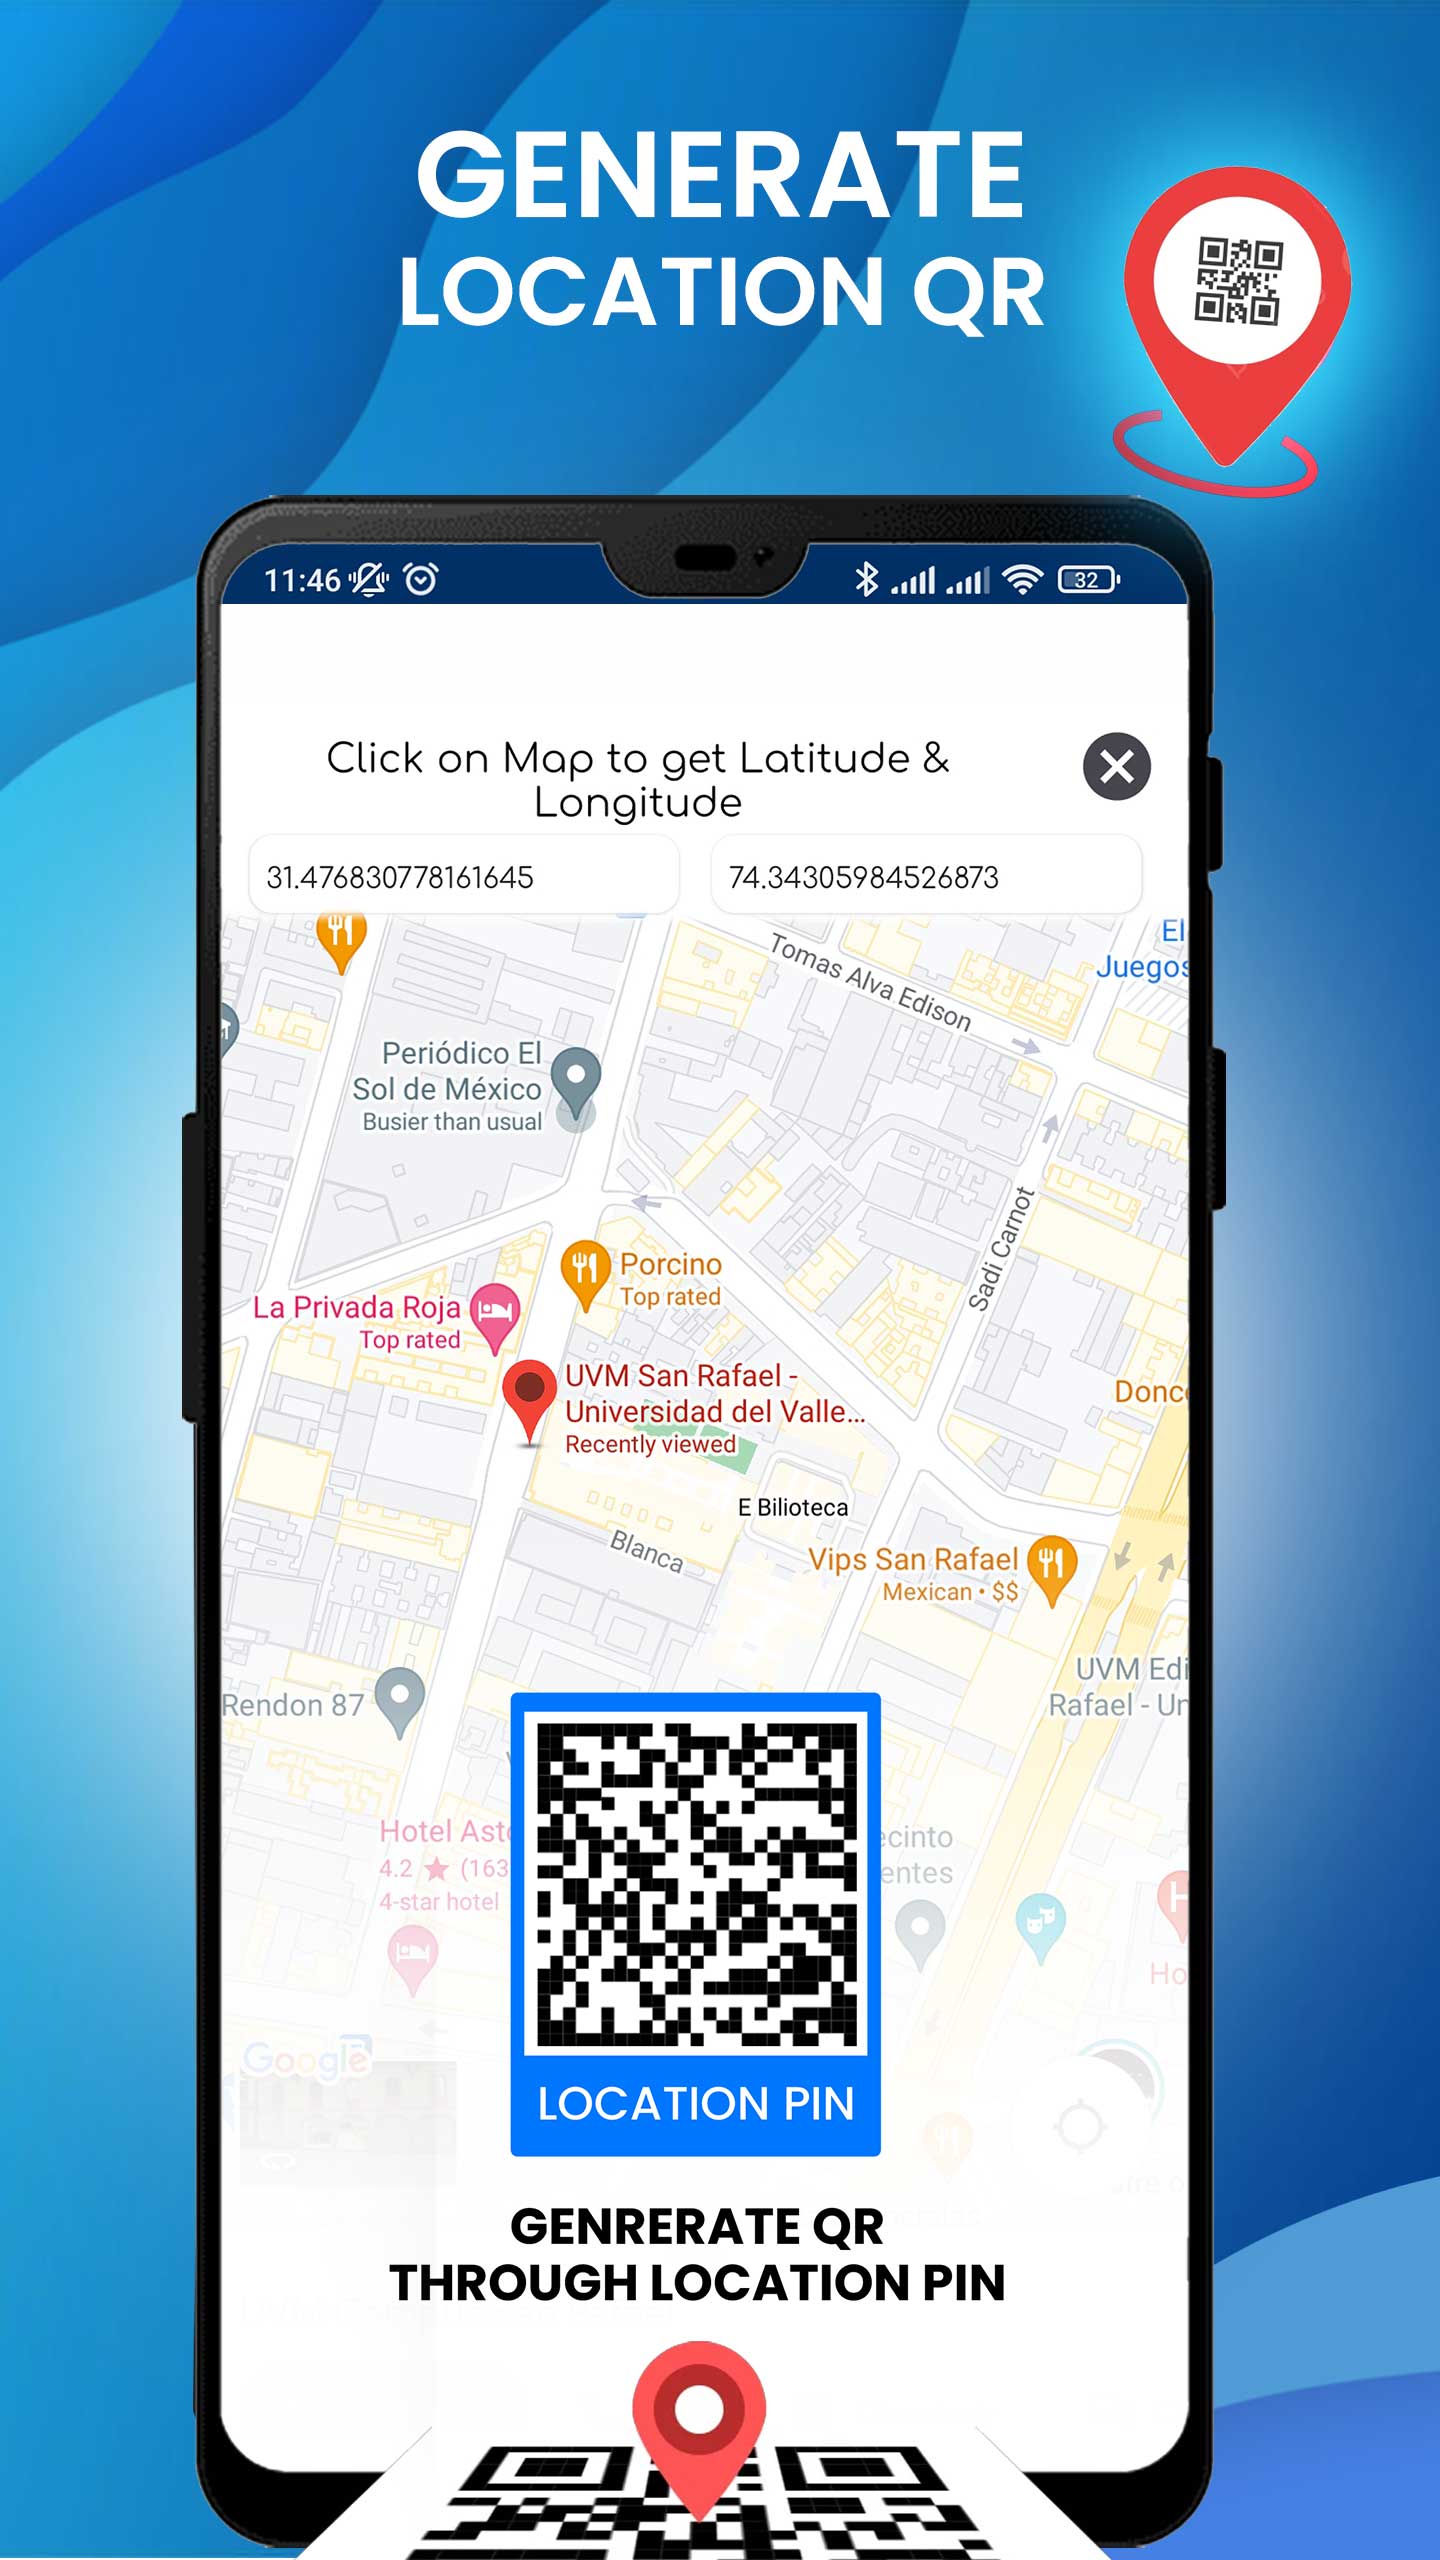 GENERATE
LOCATION QR
11:46
32
Click on Map to get Latitude &
Longitude
31.476830778161645
74.34305984526873
Tomas Alva Edison
El
Juegos
Periódico El
Sol de México
Busier than usual
Sadi Carnot
Porcino
Top rated
La Privada Roja
Top rated
UVM San Rafael -
Universidad del Valle...
Recently viewed
Donce
E Bilioteca
Blanca
Vips San Rafael
Mexican • $$
UVM Edi
Rafael - Un
Rendon 87
Hotel Asto
4.2 ★ (163
4-star hotel
ecinto
entes
H
Ho
Google
LOCATION PIN
GENRERATE QR
THROUGH LOCATION PIN